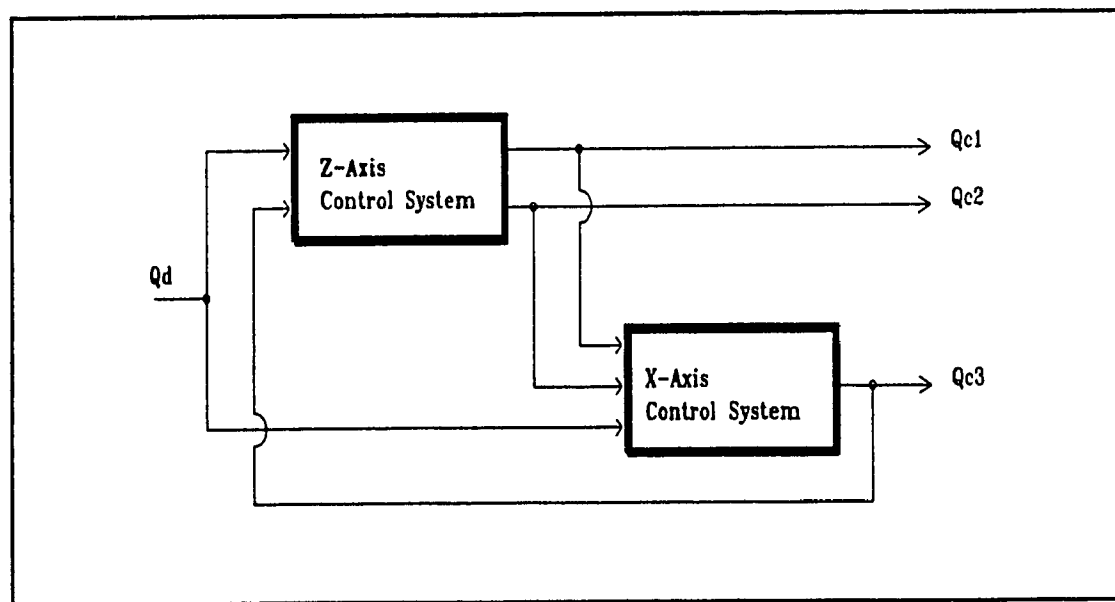 Z-Axis
Control System
Qc1
Qc2
Qd
X-Axis
Control System
Qc3